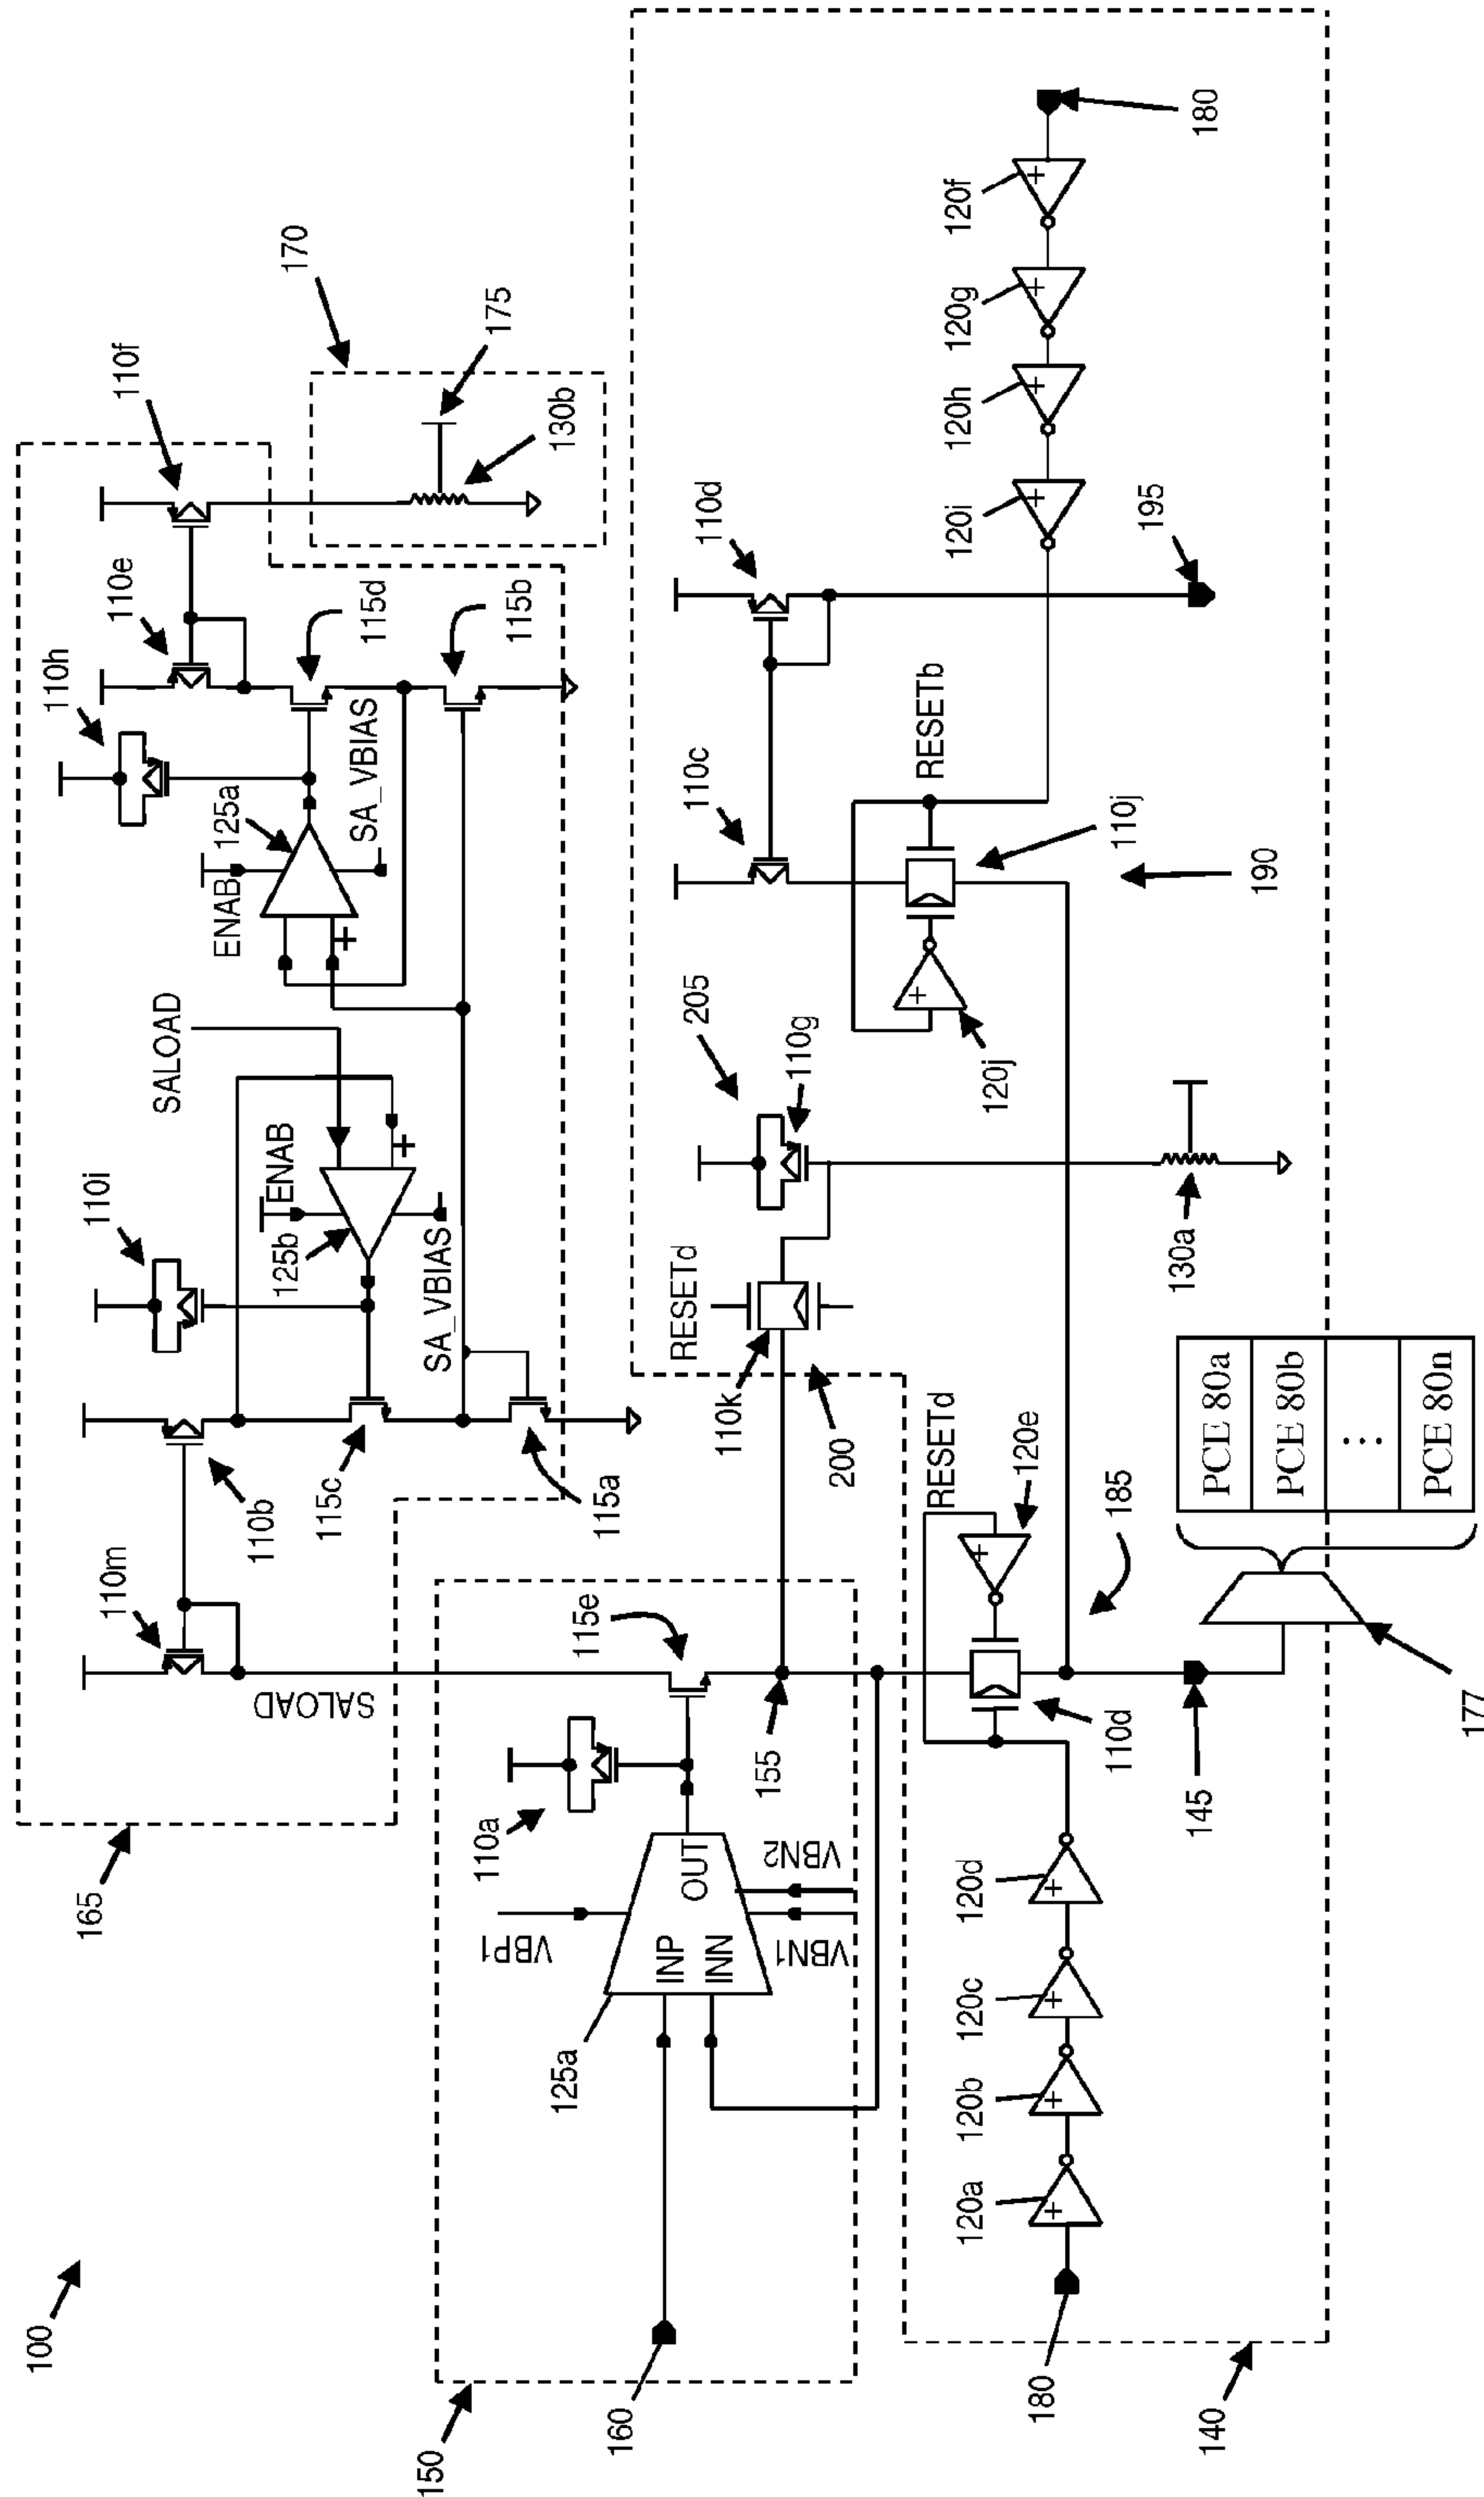 100
165
110m
110b
SALOAD
110i
115c
115a
SALOAD
ENAB
125b
SA_VBIAS
110h
110e
110f
ENAB
125a
SA_VBIAS
115d
115b
170
175
130b
150
160
125a
INP
INN
OUT
VBP1
VBN1
VBN2
110a
115e
155
RESETd
110k
200
205
110g
130a
110c
110d
RESETb
110j
120j
190
195
120i
120h
120g
120f
180
140
180
120a
120b
120c
120d
RESETd
120e
110d
185
145
177
PCE 80a
PCE 80b
⋮
PCE 80n